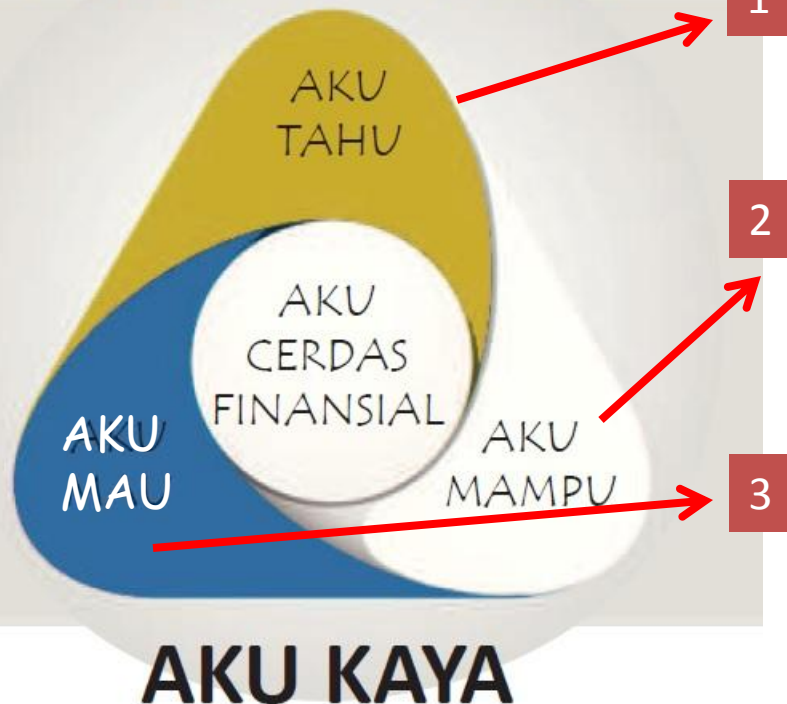 1
AKU
TAHU
2
AKU
CERDAS
FINANSIAL
AKU
MAU
AKU
MAMPU
3
AKU KAYA